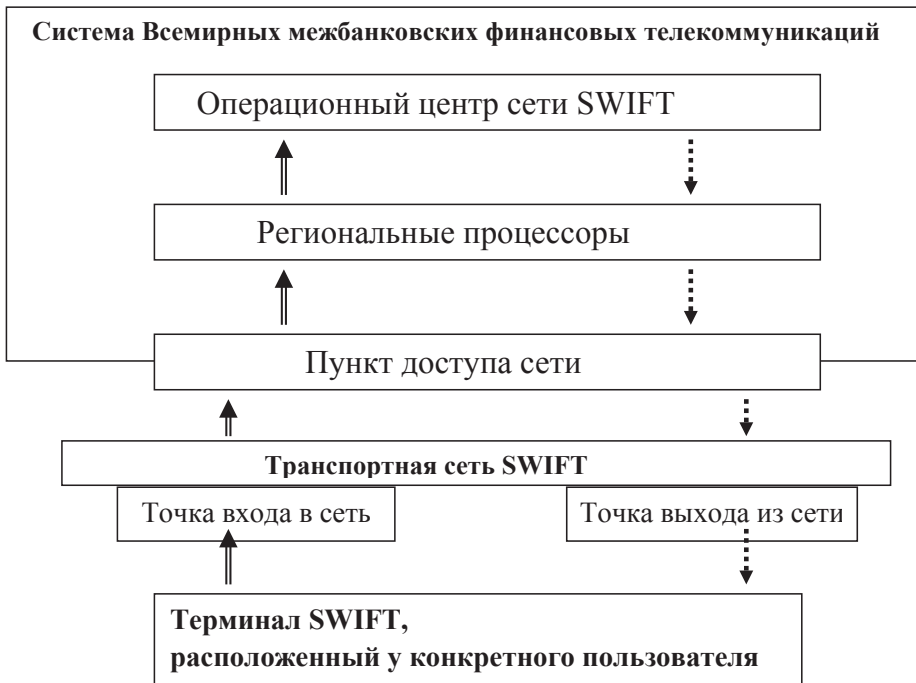 Система Всемирных межбанковских финансовых телекоммуникаций
Операционный центр сети SWIFT
Региональные процессоры
Пункт доступа сети
Транспортная сеть SWIFT
Точка входа в сеть
Точка выхода из сети
Терминал SWIFT,
расположенный у конкретного пользователя